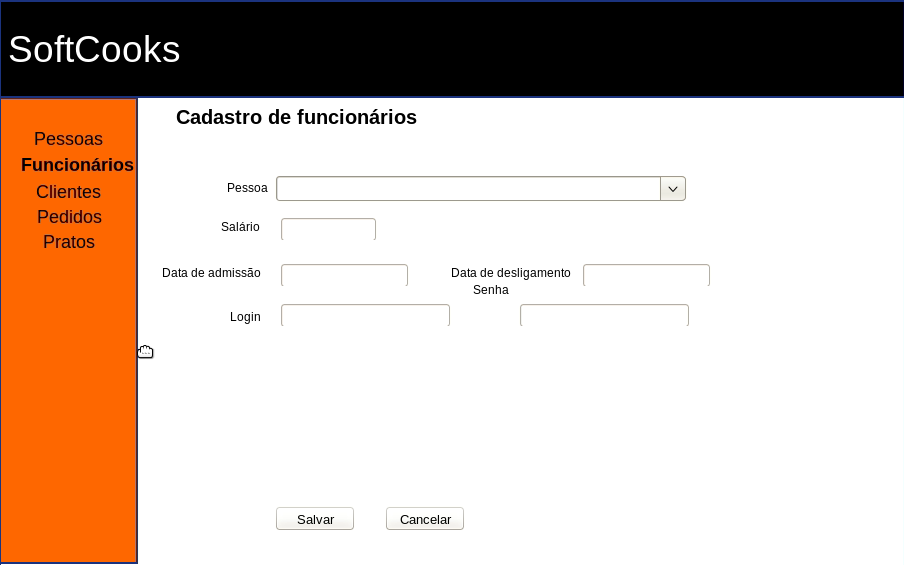 SoftCooks
Cadastro de funcionários
Pessoas
Funcionários
Clientes
Pedidos
Pratos
Pessoa
Salário
Data de admissão
Data de desligamento
Senha
Login
Salvar
Cancelar